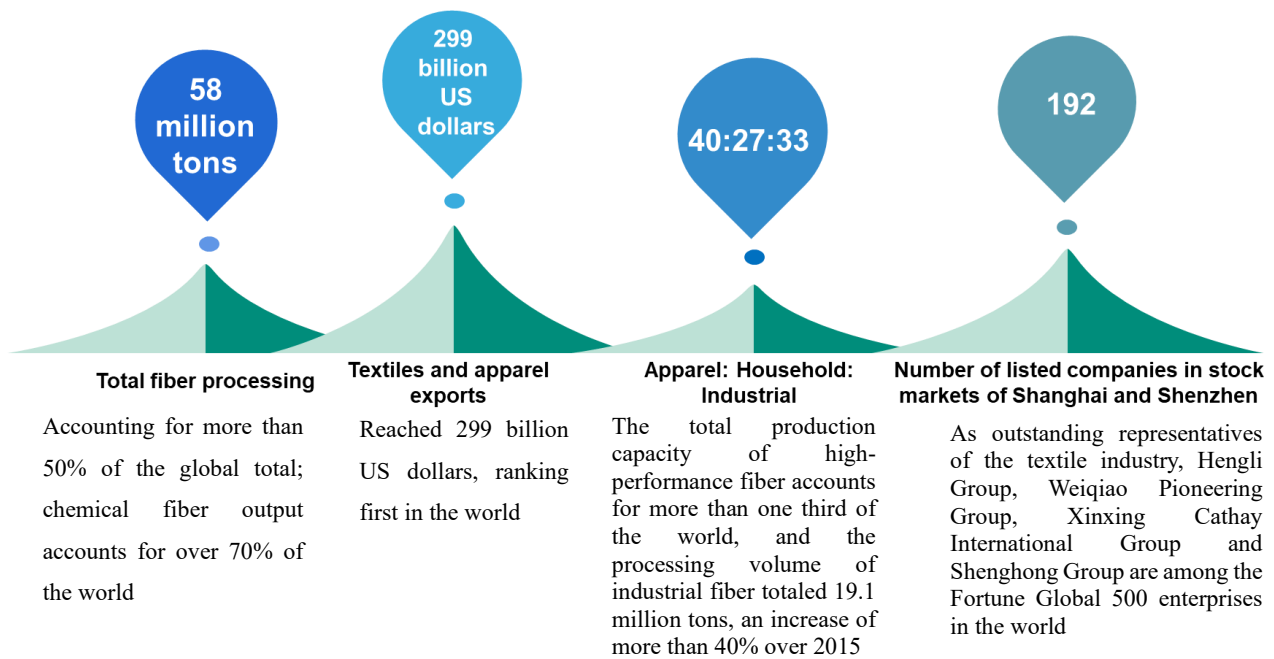 58
million
tons
299
billion
US
dollars
40:27:33
192
Total fiber processing
Accounting for more than
50% of the global total;
chemical fiber output
accounts for over 70% of
the world
Textiles and apparel
exports
Reached 299 billion
US dollars, ranking
first in the world
Apparel: Household:
Industrial
The total production
capacity of high-
performance fiber accounts
for more than one third of
the world, and the
processing volume of
industrial fiber totaled 19.1
million tons, an increase of
more than 40% over 2015
Number of listed companies in stock
markets of Shanghai and Shenzhen
As outstanding representatives
of the textile industry, Hengli
Group, Weiqiao Pioneering
Group, Xinxing Cathay
International Group and
Shenghong Group are among the
Fortune Global 500 enterprises
in the world